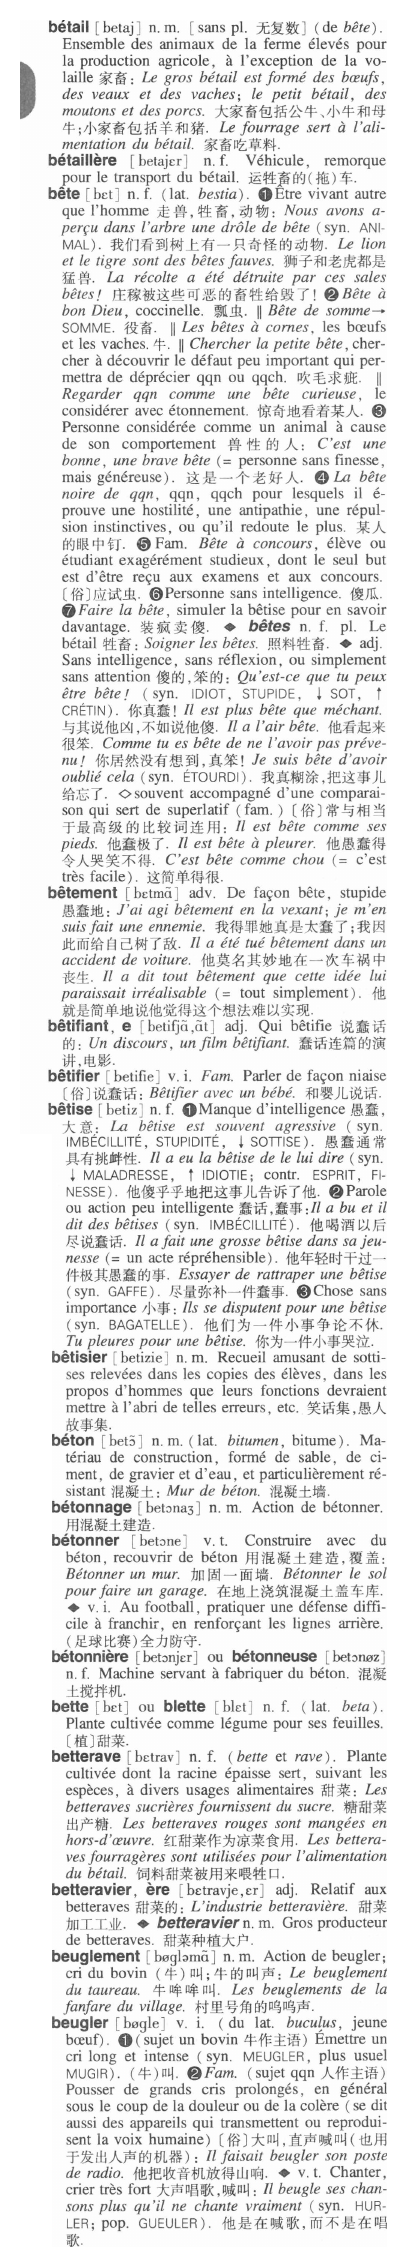 bétail [betaj] n. m. [sans pl. 无复数] (de bête).
Ensemble des animaux de la ferme élevés pour
la production agricole, à l'exception de la vo-
laille 家畜: Le gros bétail est formé des bœufs,
des veaux et des vaches; le petit bétail, des
moutons et des porcs. 大家畜包括公牛、小牛和母
牛;小家畜包括羊和猪. Le fourrage sert à l'ali-
mentation du bétail. 家畜吃草料.
bétaillère [betajɛr] n. f. Véhicule, remorque
pour le transport du bétail. 运牲畜的(拖)车.
bête [bɛt] n. f. (lat. bestia). ❶Être vivant autre
que l'homme 走兽,牲畜,动物: Nous avons a-
perçu dans l'arbre une drôle de bête (syn. ANI-
MAL). 我们看到树上有一只奇怪的动物. Le lion
et le tigre sont des bêtes fauves. 狮子和老虎都是
猛兽. La récolte a été détruite par ces sales
bêtes! 庄稼被这些可恶的畜牲给毁了! ❷Bête à
bon Dieu, coccinelle. 瓢虫. ‖ Bête de somme→
SOMME. 役畜. ‖ Les bêtes à cornes, les bœufs
et les vaches. 牛. ‖ Chercher la petite bête, cher-
cher à découvrir le défaut peu important qui per-
mettra de déprécier qqn ou qqch. 吹毛求疵. ‖
Regarder qqn comme une bête curieuse, le
considérer avec étonnement. 惊奇地看着某人. ❸
Personne considérée comme un animal à cause
de son comportement 兽性的人: C'est une
bonne, une brave bête (= personne sans finesse,
mais généreuse). 这是一个老好人. ❹La bête
noire de qqn, qqn, qqch pour lesquels il é-
prouve une hostilité, une antipathie, une répul-
sion instinctives, ou qu'il redoute le plus. 某人
的眼中钉. ❺Fam. Bête à concours, élève ou
étudiant exagérément studieux, dont le seul but
est d'être reçu aux examens et aux concours.
〔俗〕应试虫. ❻Personne sans intelligence. 傻瓜.
❼Faire la bête, simuler la bêtise pour en savoir
davantage. 装疯卖傻. ◆ bêtes n. f. pl. Le
bétail 牲畜: Soigner les bêtes. 照料牲畜. ◆ adj.
Sans intelligence, sans réflexion, ou simplement
sans attention 傻的,笨的: Qu'est-ce que tu peux
être bête! (syn. IDIOT, STUPIDE, ↓ SOT, ↑
CRÉTIN). 你真蠢! Il est plus bête que méchant.
与其说他凶,不如说他傻. Il a l'air bête. 他看起来
很笨. Comme tu es bête de ne l'avoir pas préve-
nu! 你居然没有想到,真笨! Je suis bête d'avoir
oublié cela (syn. ÉTOURDI). 我真糊涂,把这事儿
给忘了. ◇souvent accompagné d'une comparai-
son qui sert de superlatif (fam.) 〔俗〕常与相当
于最高级的比较词连用: Il est bête comme ses
pieds. 他蠢极了. Il est bête à pleurer. 他愚蠢得
令人哭笑不得. C'est bête comme chou (= c'est
très facile). 这简单得很.
bêtement [bɛtmɑ̃] adv. De façon bête, stupide
愚蠢地: J'ai agi bêtement en la vexant; je m'en
suis fait une ennemie. 我得罪她真是太蠢了;我因
此而给自己树了敌. Il a été tué bêtement dans un
accident de voiture. 他莫名其妙地在一次车祸中
丧生. Il a dit tout bêtement que cette idée lui
paraissait irréalisable (= tout simplement). 他
就是简单地说他觉得这个想法难以实现.
bêtifiant, e [betifjɑ̃,ɑ̃t] adj. Qui bêtifie 说蠢话
的: Un discours, un film bêtifiant. 蠢话连篇的演
讲,电影.
bêtifier [betifie] v. i. Fam. Parler de façon niaise
〔俗〕说蠢话: Bêtifier avec un bébé. 和婴儿说话.
bêtise [betiz] n. f. ❶Manque d'intelligence 愚蠢,
大意: La bêtise est souvent agressive (syn.
IMBÉCILLITÉ, STUPIDITÉ, ↓ SOTTISE). 愚蠢通常
具有挑衅性. Il a eu la bêtise de le lui dire (syn.
↓ MALADRESSE, ↑ IDIOTIE; contr. ESPRIT, FI-
NESSE). 他傻乎乎地把这事儿告诉了他. ❷Parole
ou action peu intelligente 蠢话,蠢事:Il a bu et il
dit des bêtises (syn. IMBÉCILLITÉ). 他喝酒以后
尽说蠢话. Il a fait une grosse bêtise dans sa jeu-
nesse (= un acte répréhensible). 他年轻时干过一
件极其愚蠢的事. Essayer de rattraper une bêtise
(syn. GAFFE). 尽量弥补一件蠢事. ❸Chose sans
importance 小事: Ils se disputent pour une bêtise
(syn. BAGATELLE). 他们为一件小事争论不休.
Tu pleures pour une bêtise. 你为一件小事哭泣.
bêtisier [betizie] n. m. Recueil amusant de sotti-
ses relevées dans les copies des élèves, dans les
propos d'hommes que leurs fonctions devraient
mettre à l'abri de telles erreurs, etc. 笑话集,愚人
故事集.
béton [betɔ̃] n. m. (lat. bitumen, bitume). Ma-
tériau de construction, formé de sable, de ci-
ment, de gravier et d'eau, et particulièrement ré-
sistant 混凝土: Mur de béton. 混凝土墙.
bétonnage [betɔnaʒ] n. m. Action de bétonner.
用混凝土建造.
bétonner [betɔne] v. t. Construire avec du
béton, recouvrir de béton 用混凝土建造,覆盖:
Bétonner un mur. 加固一面墙. Bétonner le sol
pour faire un garage. 在地上浇筑混凝土盖车库.
◆ v. i. Au football, pratiquer une défense diffi-
cile à franchir, en renforçant les lignes arrière.
(足球比赛)全力防守.
bétonnière [betɔnjɛr] ou bétonneuse [betɔnøz]
n. f. Machine servant à fabriquer du béton. 混凝
土搅拌机.
bette [bɛt] ou blette [blɛt] n. f. (lat. beta).
Plante cultivée comme légume pour ses feuilles.
〔植〕甜菜.
betterave [bɛtrav] n. f. (bette et rave). Plante
cultivée dont la racine épaisse sert, suivant les
espèces, à divers usages alimentaires 甜菜: Les
betteraves sucrières fournissent du sucre. 糖甜菜
出产糖. Les betteraves rouges sont mangées en
hors-d'œuvre. 红甜菜作为凉菜食用. Les bettera-
ves fourragères sont utilisées pour l'alimentation
du bétail. 饲料甜菜被用来喂牲口.
betteravier, ère [bɛtravje,ɛr] adj. Relatif aux
betteraves 甜菜的: L'industrie betteravière. 甜菜
加工工业. ◆ betteravier n. m. Gros producteur
de betteraves. 甜菜种植大户.
beuglement [bøgləmɑ̃] n. m. Action de beugler;
cri du bovin (牛)叫;牛的叫声: Le beuglement
du taureau. 牛哞哞叫. Les beuglements de la
fanfare du village. 村里号角的呜呜声.
beugler [bøgle] v. i. (du lat. buculus, jeune
bœuf). ❶(sujet un bovin 牛作主语) Émettre un
cri long et intense (syn. MEUGLER, plus usuel
MUGIR). (牛)叫. ❷Fam. (sujet qqn 人作主语)
Pousser de grands cris prolongés, en général
sous le coup de la douleur ou de la colère (se dit
aussi des appareils qui transmettent ou reprodui-
sent la voix humaine) 〔俗〕大叫,直声喊叫(也用
于发出人声的机器): Il faisait beugler son poste
de radio. 他把收音机放得山响. ◆ v. t. Chanter,
crier très fort 大声唱歌,喊叫: Il beugle ses chan-
sons plus qu'il ne chante vraiment (syn. HUR-
LER; pop. GUEULER). 他是在喊歌,而不是在唱
歌.